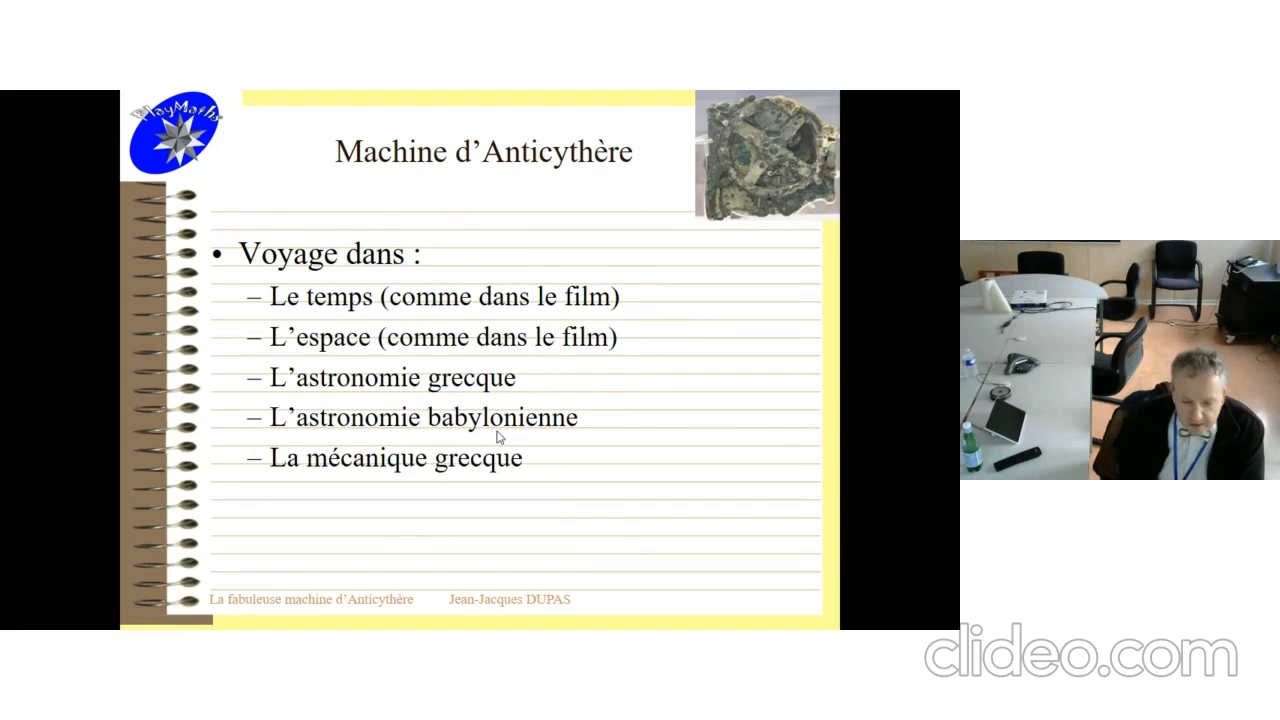 PlayMaths
Machine d’Anticythère
• Voyage dans :
– Le temps (comme dans le film)
– L’espace (comme dans le film)
– L’astronomie grecque
– L’astronomie babylonienne
– La mécanique grecque
La fabuleuse machine d’Anticythère Jean-Jacques DUPAS
clideo.com